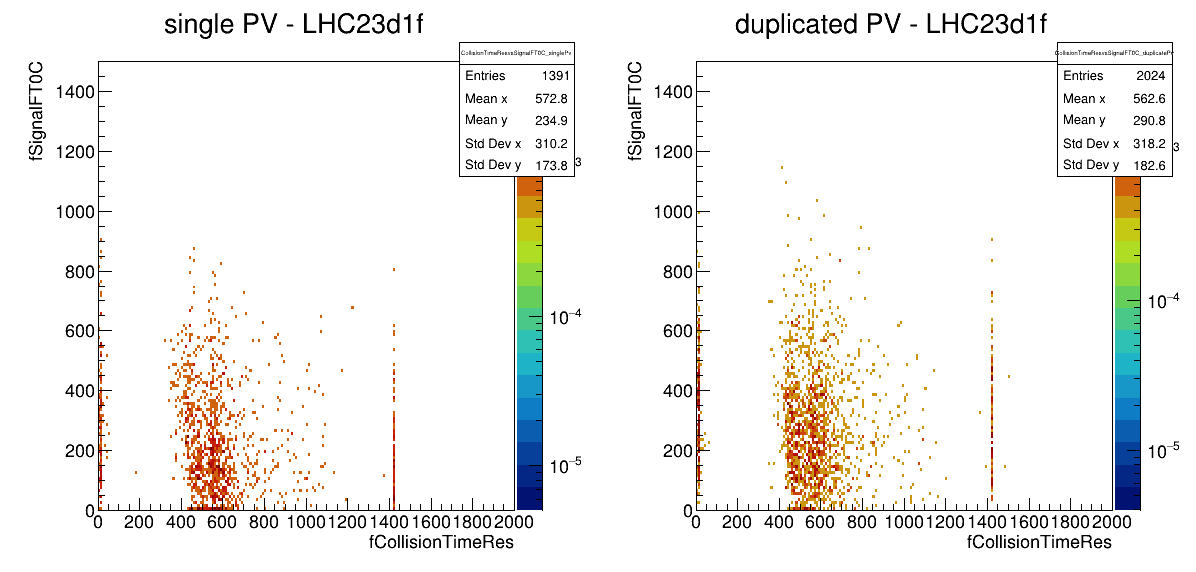 single PV - LHC23d1f
CollisionTimeResvsSignalFT0C_singlePV
Entries 1391
Mean x 572.8
Mean y 234.9
Std Dev x 310.2
Std Dev y 173.8
fSignalFT0C
1400
1200
1000
800
600
400
200
0
0 200 400 600 800 1000 1200 1400 1600 1800 2000
fCollisionTimeRes
3
10⁻⁴
10⁻⁵
duplicated PV - LHC23d1f
CollisionTimeResvsSignalFT0C_duplicatePV
Entries 2024
Mean x 562.6
Mean y 290.8
Std Dev x 318.2
Std Dev y 182.6
fSignalFT0C
1400
1200
1000
800
600
400
200
0
0 200 400 600 800 1000 1200 1400 1600 1800 2000
fCollisionTimeRes
3
10⁻⁴
10⁻⁵